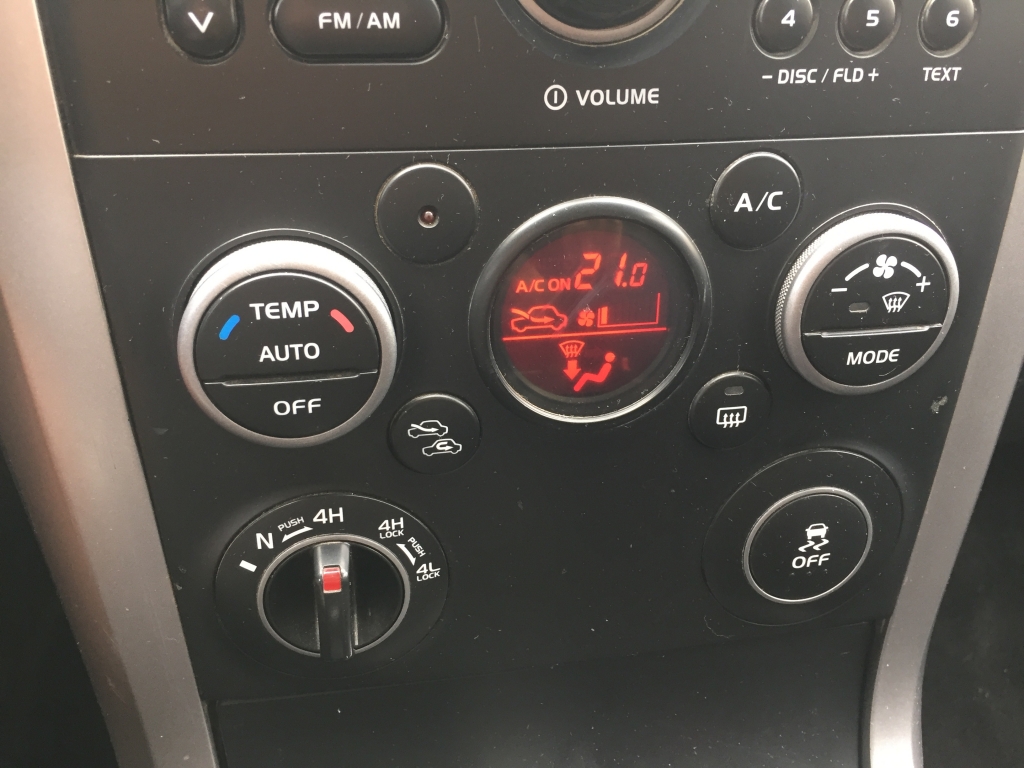 FM / AM
4 5 6
- DISC / FLD +
TEXT
VOLUME
A/C
TEMP
AUTO
OFF
A/C ON 21.0
- +
MODE
N PUSH 4H
4H LOCK
PUSH
4L LOCK
OFF